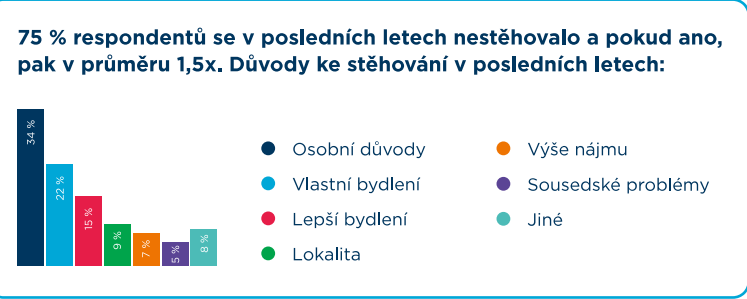 75 % respondentů se v posledních letech nestěhovalo a pokud ano,
pak v průměru 1,5x. Důvody ke stěhování v posledních letech:
34 %
22 %
15 %
9 %
7 %
5 %
8 %
Osobní důvody
Vlastní bydlení
Lepší bydlení
Lokalita
Výše nájmu
Sousedské problémy
Jiné